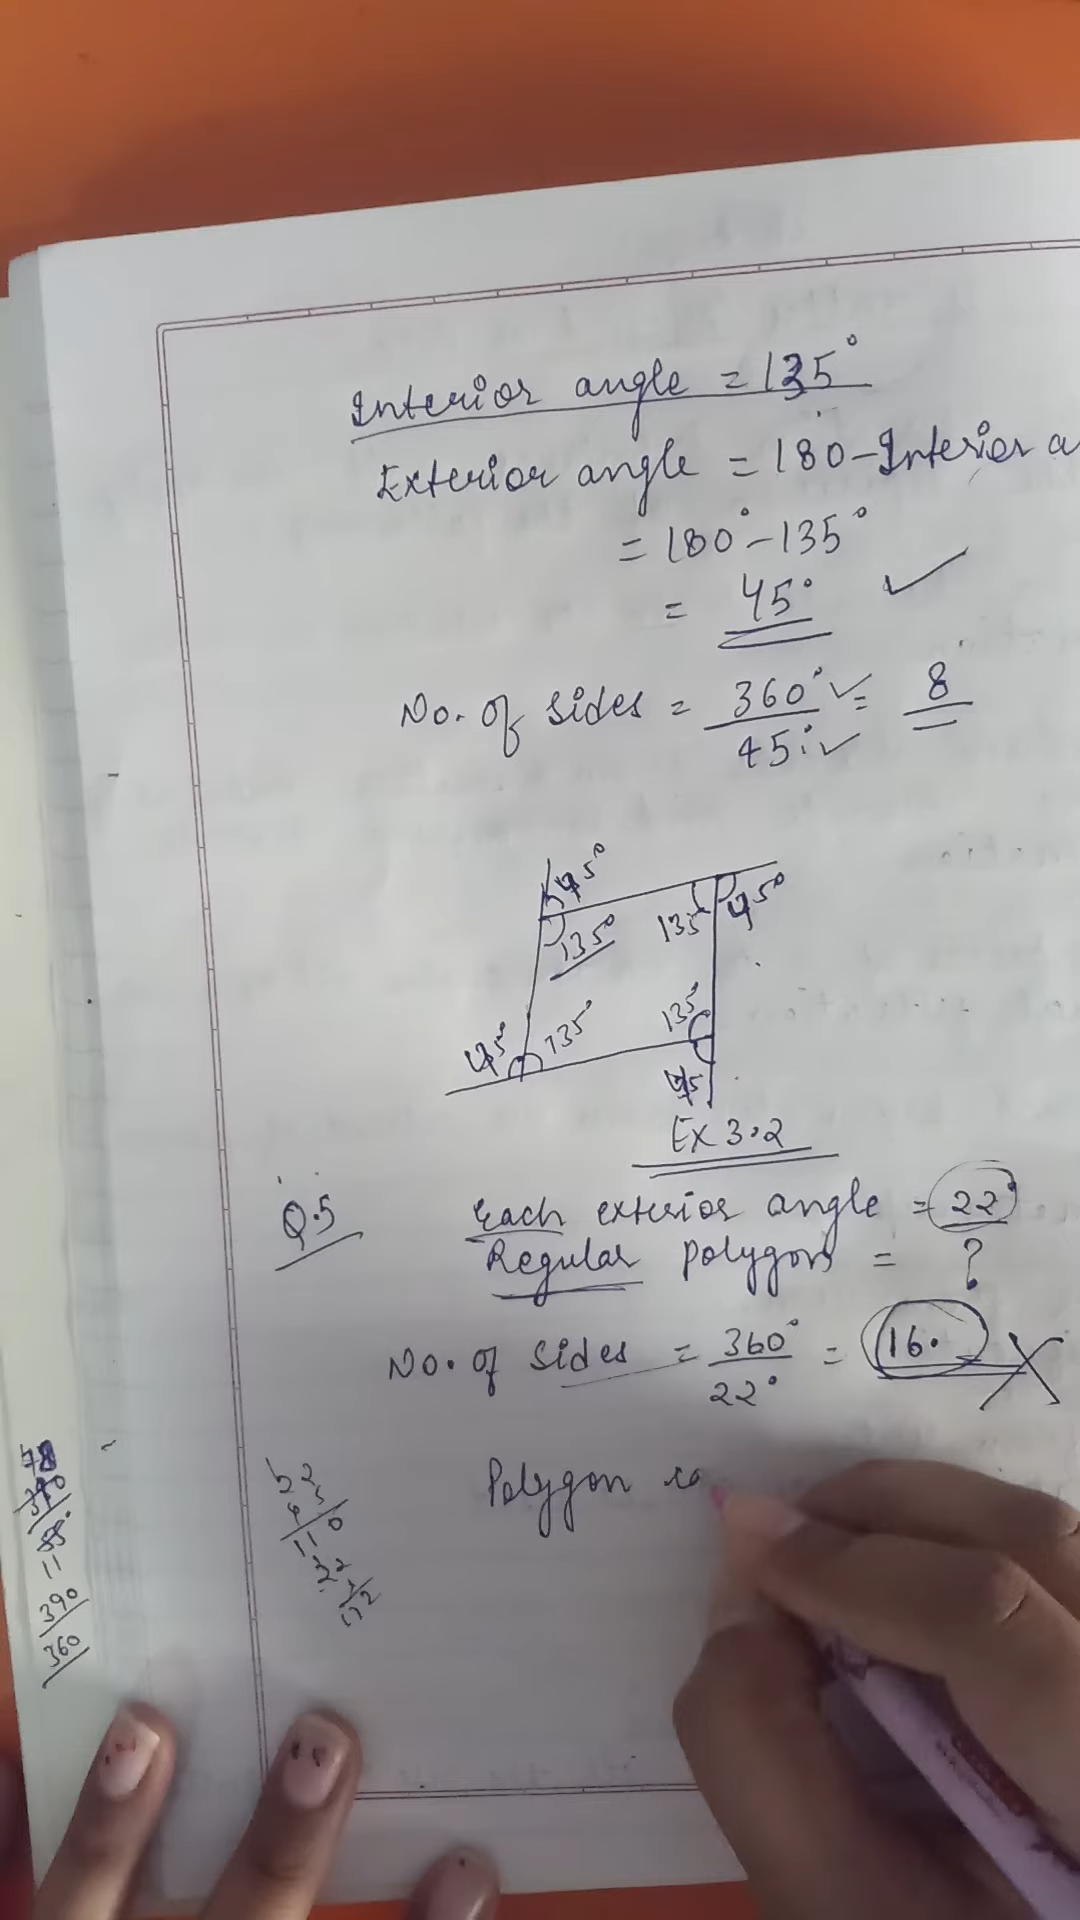 Interior angle = 135°
Exterior angle = 180 - Interior a
= 180° - 135°
= 45°
No. of sides = 360° / 45° = 8
45°
135°
135
45°
45°
135°
135°
45
Ex 3.2
Q.5
Each exterior angle = 22°
Regular polygon = ?
No. of sides = 360° / 22° = 16.
Polygon
390
360